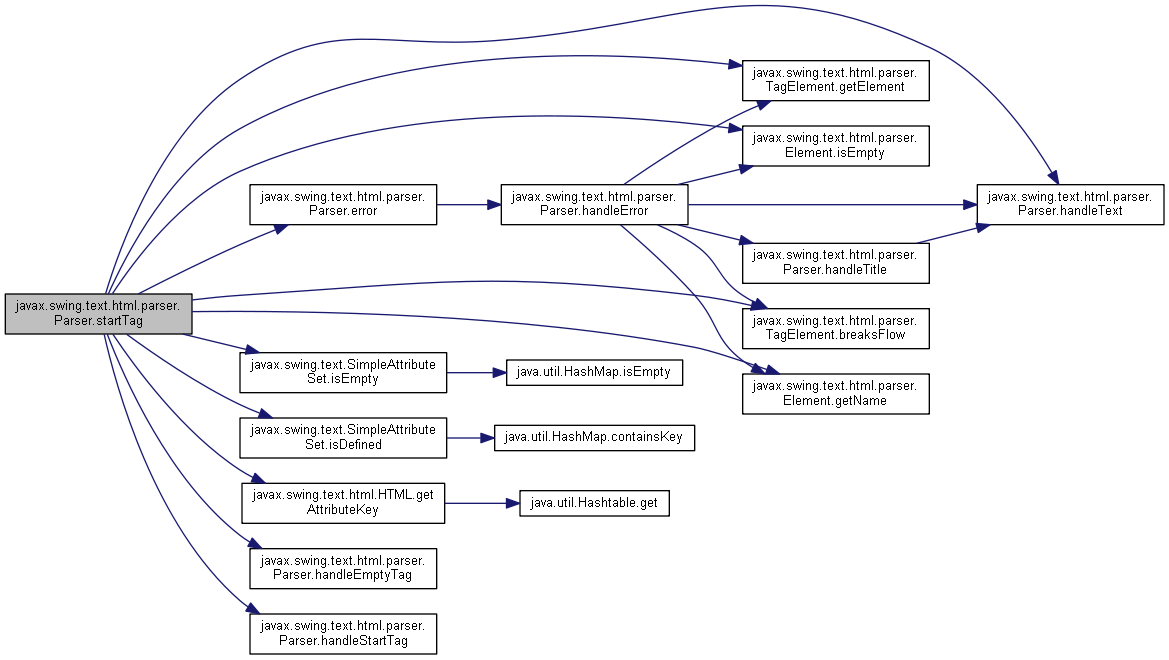 javax.swing.text.html.parser.
TagElement.getElement
javax.swing.text.html.parser.
Element.isEmpty
javax.swing.text.html.parser.
Parser.error
javax.swing.text.html.parser.
Parser.handleError
javax.swing.text.html.parser.
Parser.handleText
javax.swing.text.html.parser.
Parser.handleTitle
javax.swing.text.html.parser.
Parser.startTag
javax.swing.text.html.parser.
TagElement.breaksFlow
javax.swing.text.SimpleAttribute
Set.isEmpty
java.util.HashMap.isEmpty
javax.swing.text.html.parser.
Element.getName
javax.swing.text.SimpleAttribute
Set.isDefined
java.util.HashMap.containsKey
javax.swing.text.html.HTML.get
AttributeKey
java.util.Hashtable.get
javax.swing.text.html.parser.
Parser.handleEmptyTag
javax.swing.text.html.parser.
Parser.handleStartTag